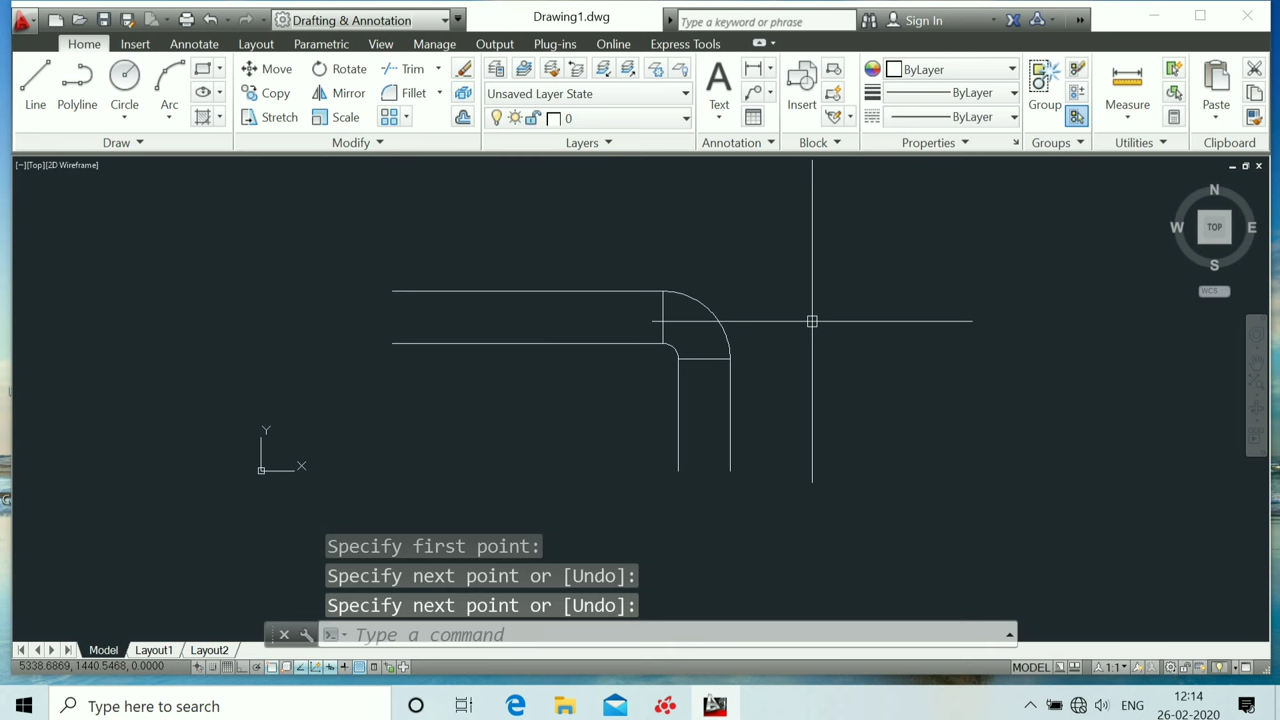 Drafting & Annotation
Drawing1.dwg
Type a keyword or phrase
Sign In
Home Insert Annotate Layout Parametric View Manage Output Plug-ins Online Express Tools
Line Polyline Circle Arc
Move Rotate Trim
Copy Mirror Fillet
Stretch Scale
Unsaved Layer State
0
Text
Insert
ByLayer
ByLayer
ByLayer
Group
Measure
Paste
Draw Modify Layers Annotation Block Properties Groups Utilities Clipboard
[−][Top][2D Wireframe]
N
W TOP E
S
WCS
Y
X
Specify first point:
Specify next point or [Undo]:
Specify next point or [Undo]:
Type a command
Model Layout1 Layout2
5338.6869, 1440.5468, 0.0000
MODEL
1:1
Type here to search
ENG
12:14
26-02-2020